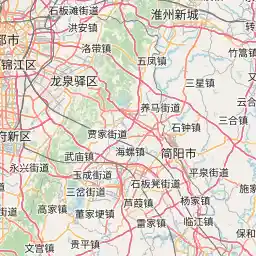 石板滩街道
淮州新城
都市
洪安镇
竹篙镇
洛带镇
五凤镇
锦江区
龙泉驿区
三星镇
云合镇
养马街道
府新区
贾家街道
石钟镇
三合镇
武庙镇
海螺镇
简阳市
永兴街道
玉成街道
平泉街道
三岔街道
石板凳街道
高家镇
芦葭镇
杨家镇
董家埂镇
保和
雷家镇
临江镇
文宫镇
贵平镇